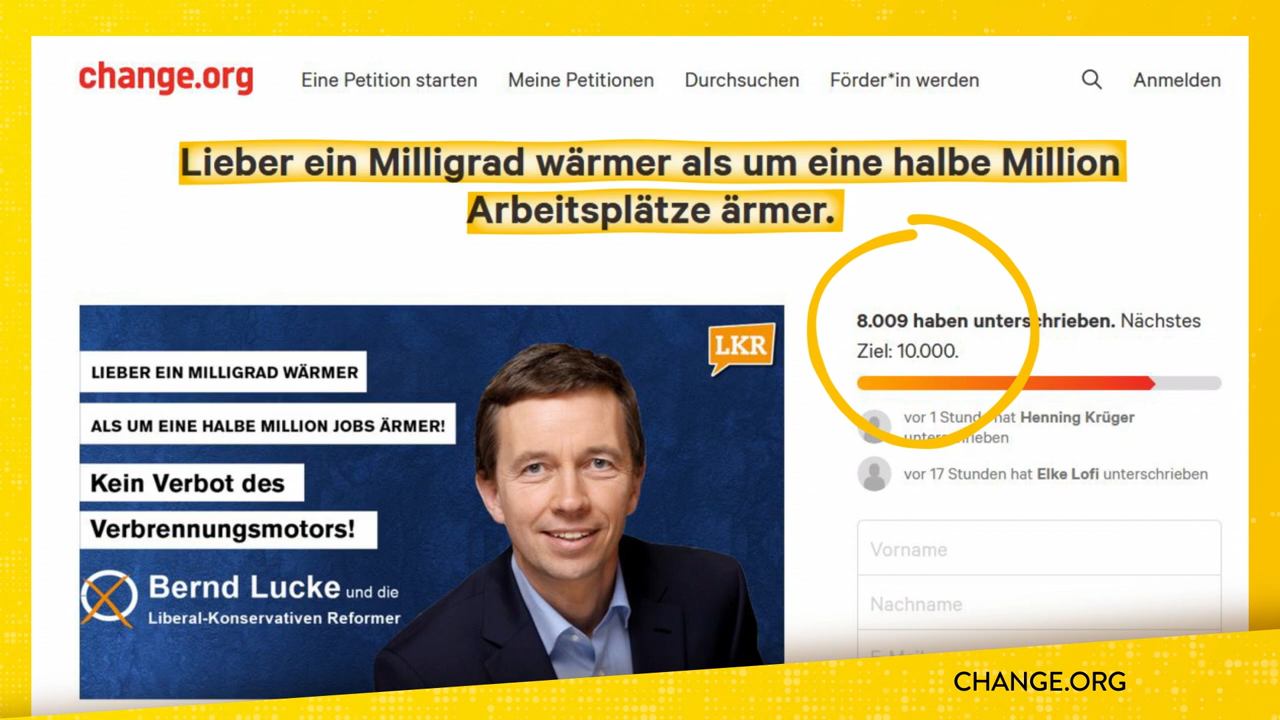 change.org
Eine Petition starten
Meine Petitionen
Durchsuchen
Förder*in werden
Anmelden
Lieber ein Milligrad wärmer als um eine halbe Million
Arbeitsplätze ärmer.
LKR
LIEBER EIN MILLIGRAD WÄRMER
ALS UM EINE HALBE MILLION JOBS ÄRMER!
Kein Verbot des
Verbrennungsmotors!
Bernd Lucke und die
Liberal-Konservativen Reformer
8.009 haben unterschrieben. Nächstes
Ziel: 10.000.
vor 1 Stunde hat Henning Krüger
unterschrieben
vor 17 Stunden hat Elke Lofi unterschrieben
Vorname
Nachname
E-Mail
CHANGE.ORG